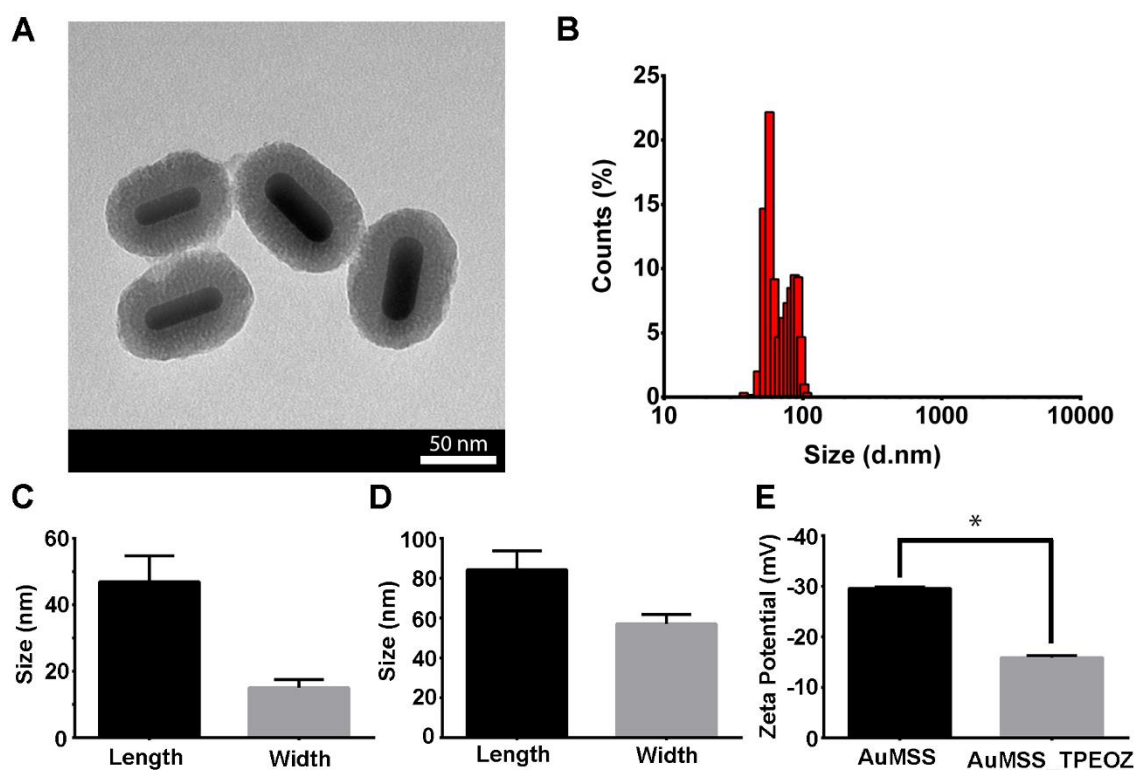 A
50 nm
B
Counts (%)
25
20
15
10
5
0
10 100 1000 10000
Size (d.nm)
C
Size (nm)
60
40
20
0
Length Width
D
Size (nm)
100
80
60
40
20
0
Length Width
E
Zeta Potential (mV)
-40
-30
-20
-10
0
*
AuMSS AuMSS_TPEOZ